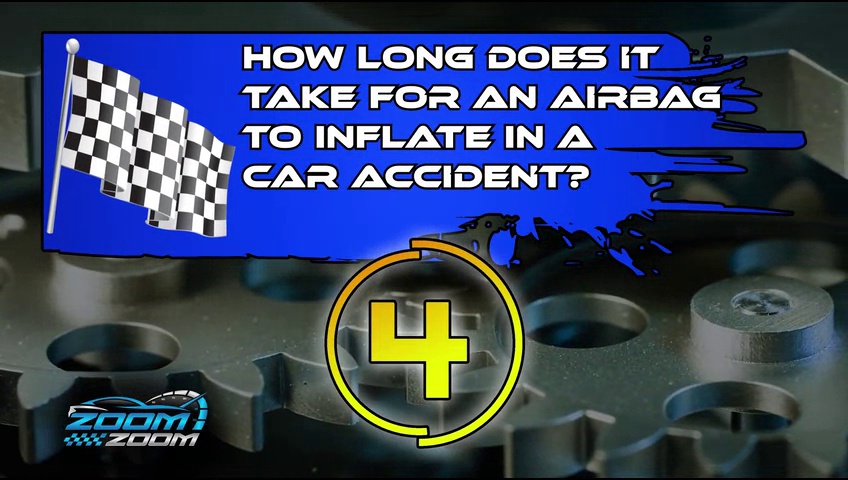 HOW LONG DOES IT
TAKE FOR AN AIRBAG
TO INFLATE IN A
CAR ACCIDENT?
4
ZOOM
ZOOM